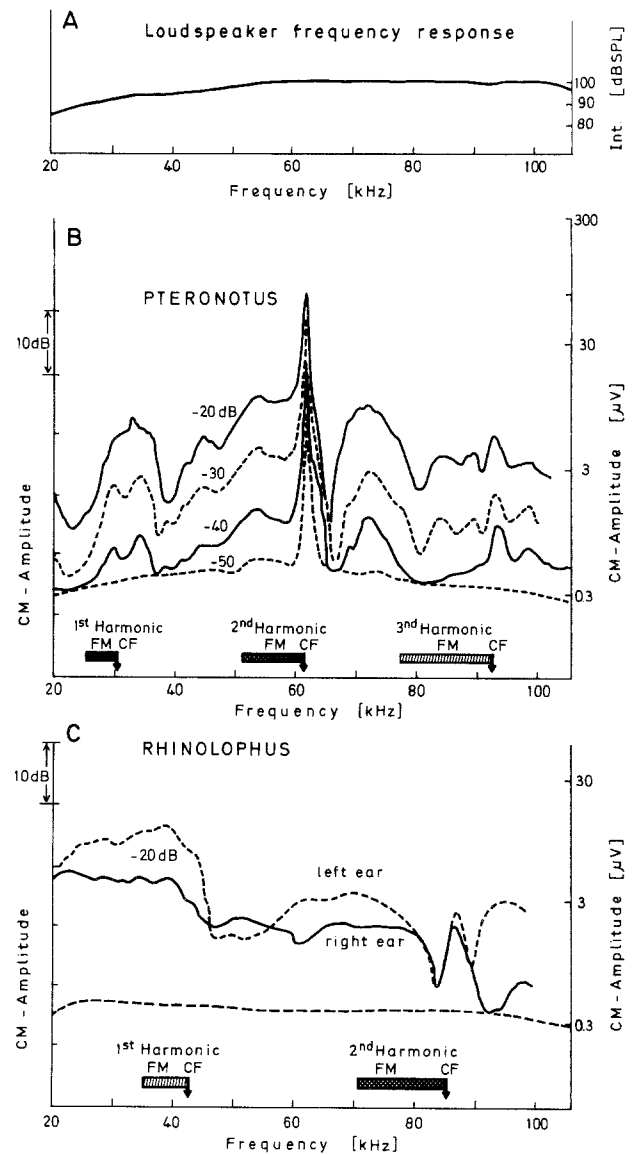 A
Loudspeaker frequency response
Int. [dBSPL]
100
90
80
20 40 60 80 100
Frequency [kHz]
B
PTERONOTUS
10dB
CM-Amplitude
-20 dB
-30
-40
-50
300
30
3
0.3
CM-Amplitude [µV]
1st Harmonic
FM CF
2nd Harmonic
FM CF
3nd Harmonic
FM CF
20 40 60 80 100
Frequency [kHz]
C
RHINOLOPHUS
10dB
CM-Amplitude
-20dB
left ear
right ear
30
3
0.3
CM-Amplitude [µV]
1st Harmonic
FM CF
2nd Harmonic
FM CF
20 40 60 80 100
Frequency [kHz]